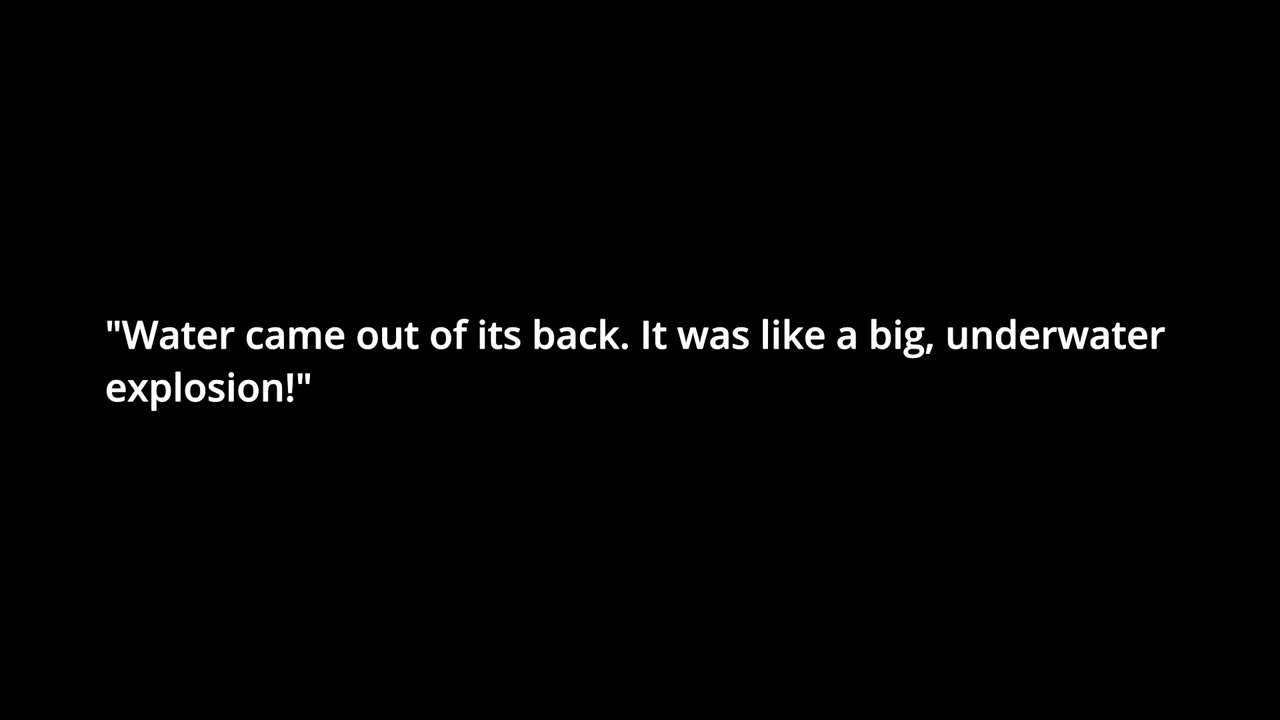 "Water came out of its back. It was like a big, underwater
explosion!"